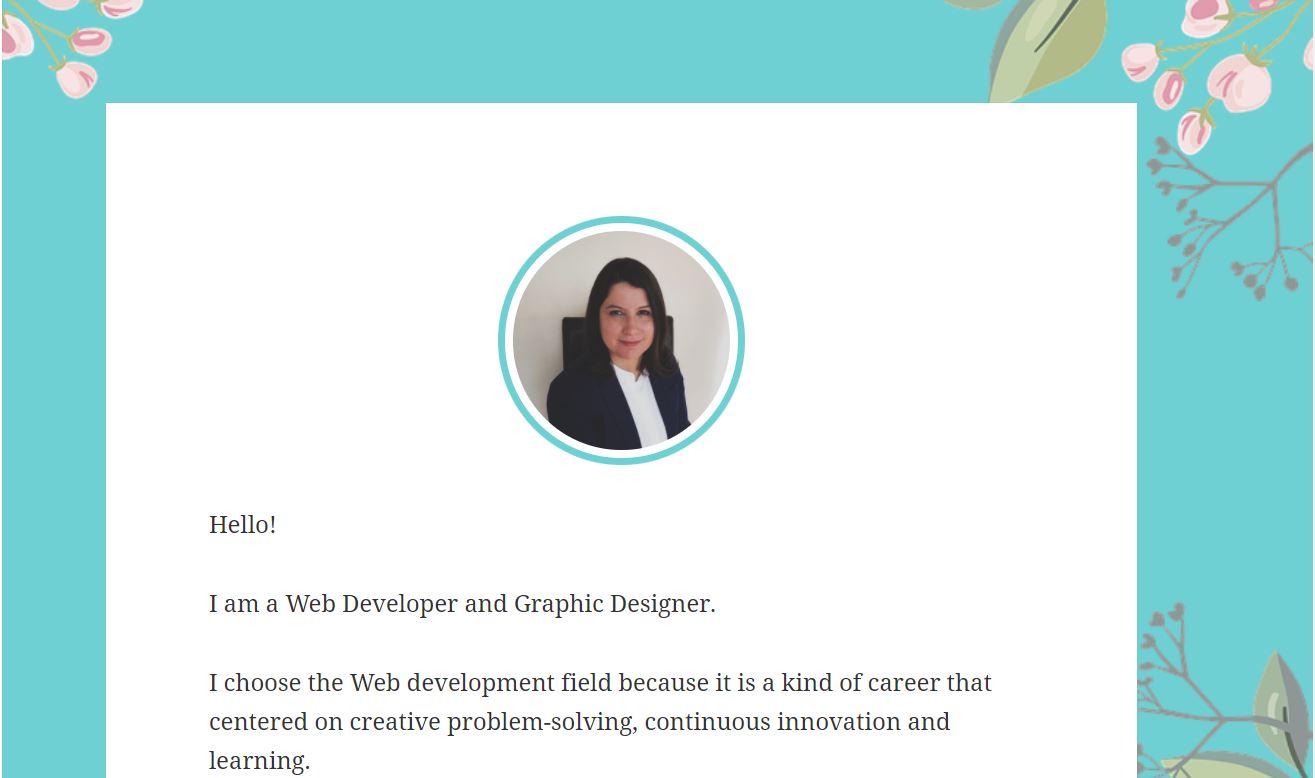 Hello!
I am a Web Developer and Graphic Designer.
I choose the Web development field because it is a kind of career that
centered on creative problem-solving, continuous innovation and
learning.